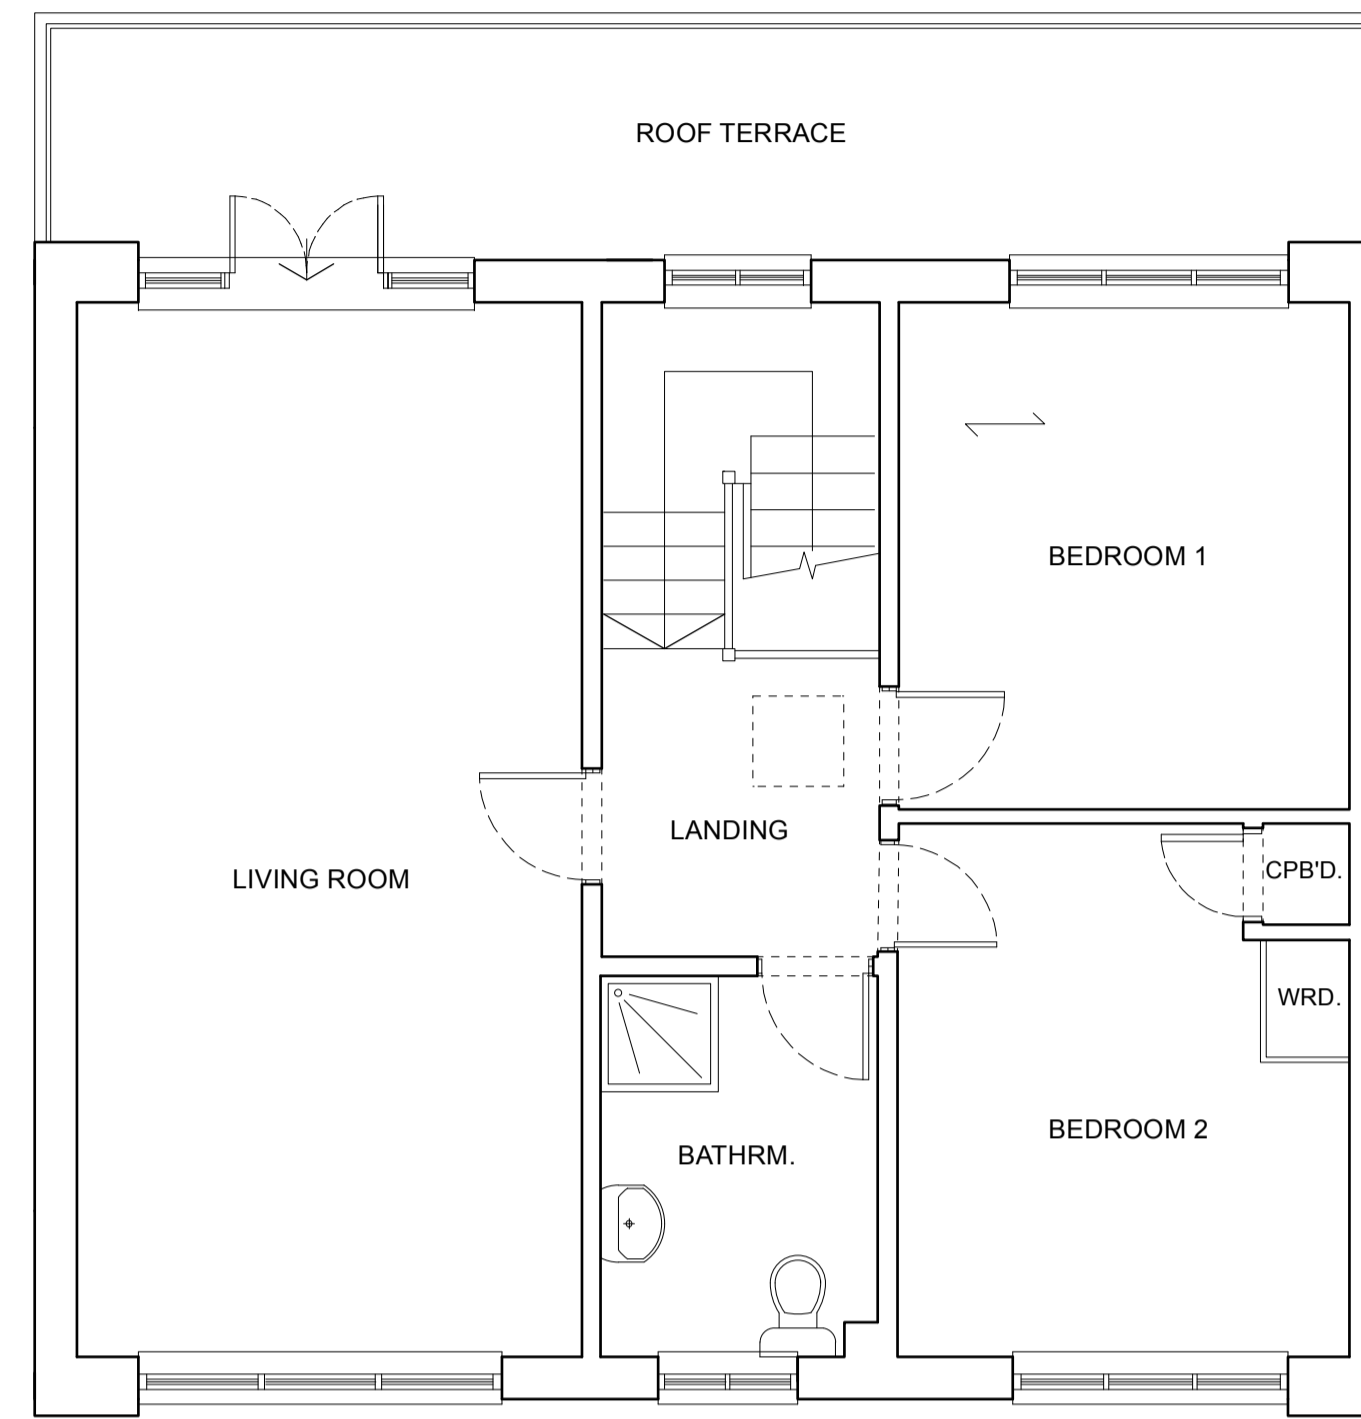 ROOF TERRACE
BEDROOM 1
LANDING
CPB'D.
LIVING ROOM
WRD.
BEDROOM 2
BATHRM.